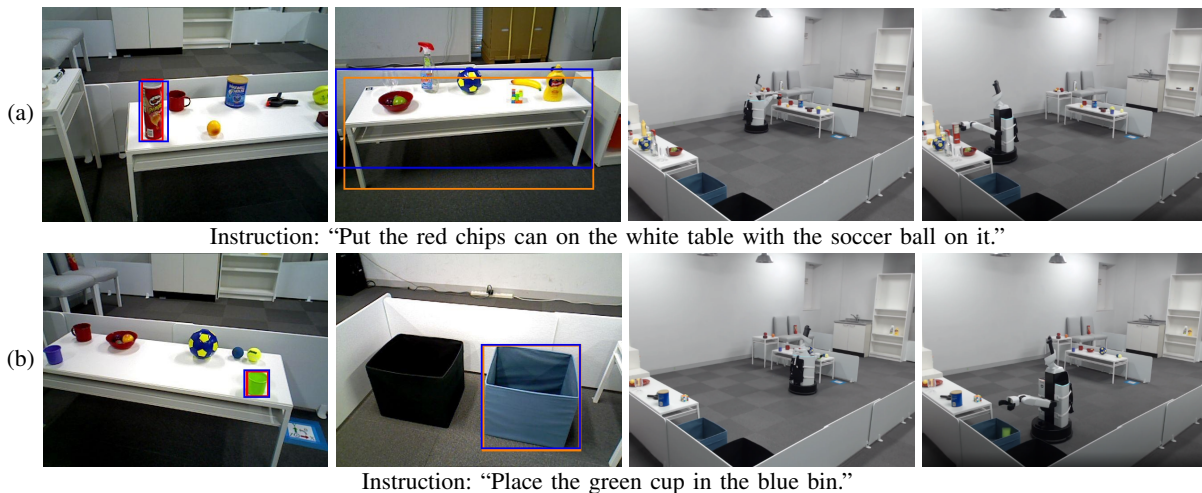 (a)
Instruction: “Put the red chips can on the white table with the soccer ball on it.”
(b)
Instruction: “Place the green cup in the blue bin.”